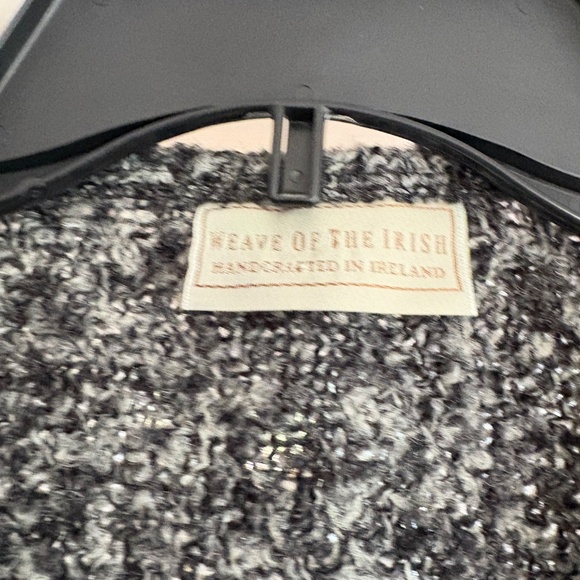 WEAVE OF THE IRISH
HANDCRAFTED IN IRELAND